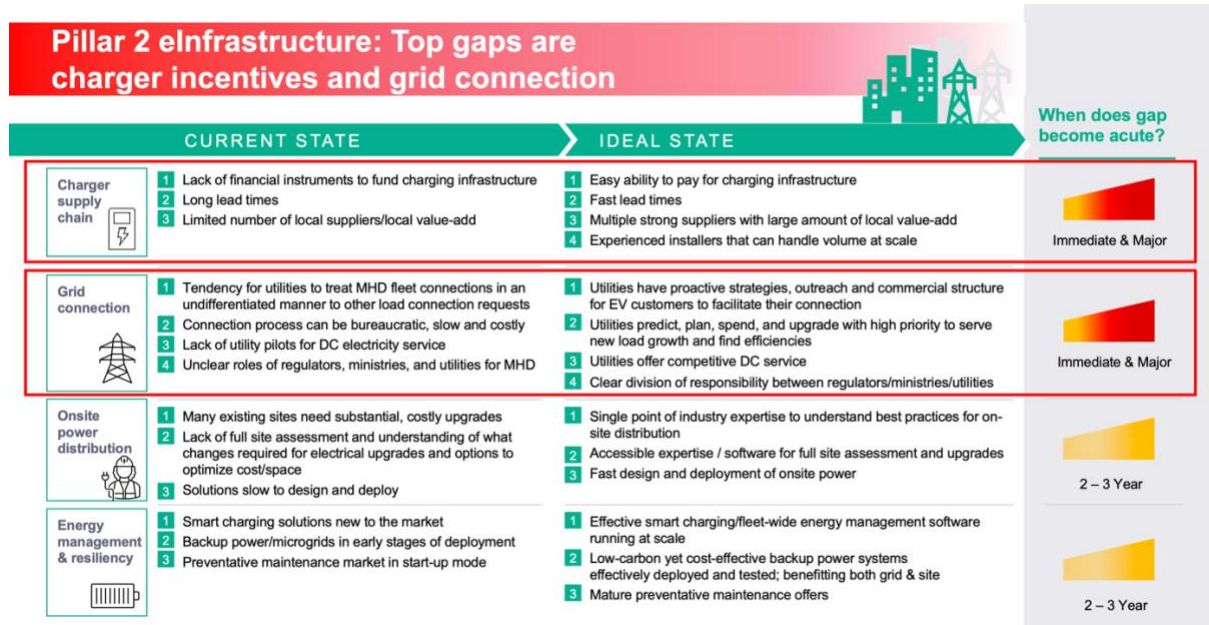 Pillar 2 eInfrastructure: Top gaps are
charger incentives and grid connection
When does gap
become acute?
CURRENT STATE
IDEAL STATE
Charger
supply
chain
1 Lack of financial instruments to fund charging infrastructure
2 Long lead times
3 Limited number of local suppliers/local value-add
1 Easy ability to pay for charging infrastructure
2 Fast lead times
3 Multiple strong suppliers with large amount of local value-add
4 Experienced installers that can handle volume at scale
Immediate & Major
Grid
connection
1 Tendency for utilities to treat MHD fleet connections in an
undifferentiated manner to other load connection requests
2 Connection process can be bureaucratic, slow and costly
3 Lack of utility pilots for DC electricity service
4 Unclear roles of regulators, ministries, and utilities for MHD
1 Utilities have proactive strategies, outreach and commercial structure
for EV customers to facilitate their connection
2 Utilities predict, plan, spend, and upgrade with high priority to serve
new load growth and find efficiencies
3 Utilities offer competitive DC service
4 Clear division of responsibility between regulators/ministries/utilities
Immediate & Major
Onsite
power
distribution
1 Many existing sites need substantial, costly upgrades
2 Lack of full site assessment and understanding of what
changes required for electrical upgrades and options to
optimize cost/space
3 Solutions slow to design and deploy
1 Single point of industry expertise to understand best practices for on-
site distribution
2 Accessible expertise / software for full site assessment and upgrades
3 Fast design and deployment of onsite power
2 – 3 Year
Energy
management
& resiliency
1 Smart charging solutions new to the market
2 Backup power/microgrids in early stages of deployment
3 Preventative maintenance market in start-up mode
1 Effective smart charging/fleet-wide energy management software
running at scale
2 Low-carbon yet cost-effective backup power systems
effectively deployed and tested; benefitting both grid & site
3 Mature preventative maintenance offers
2 – 3 Year